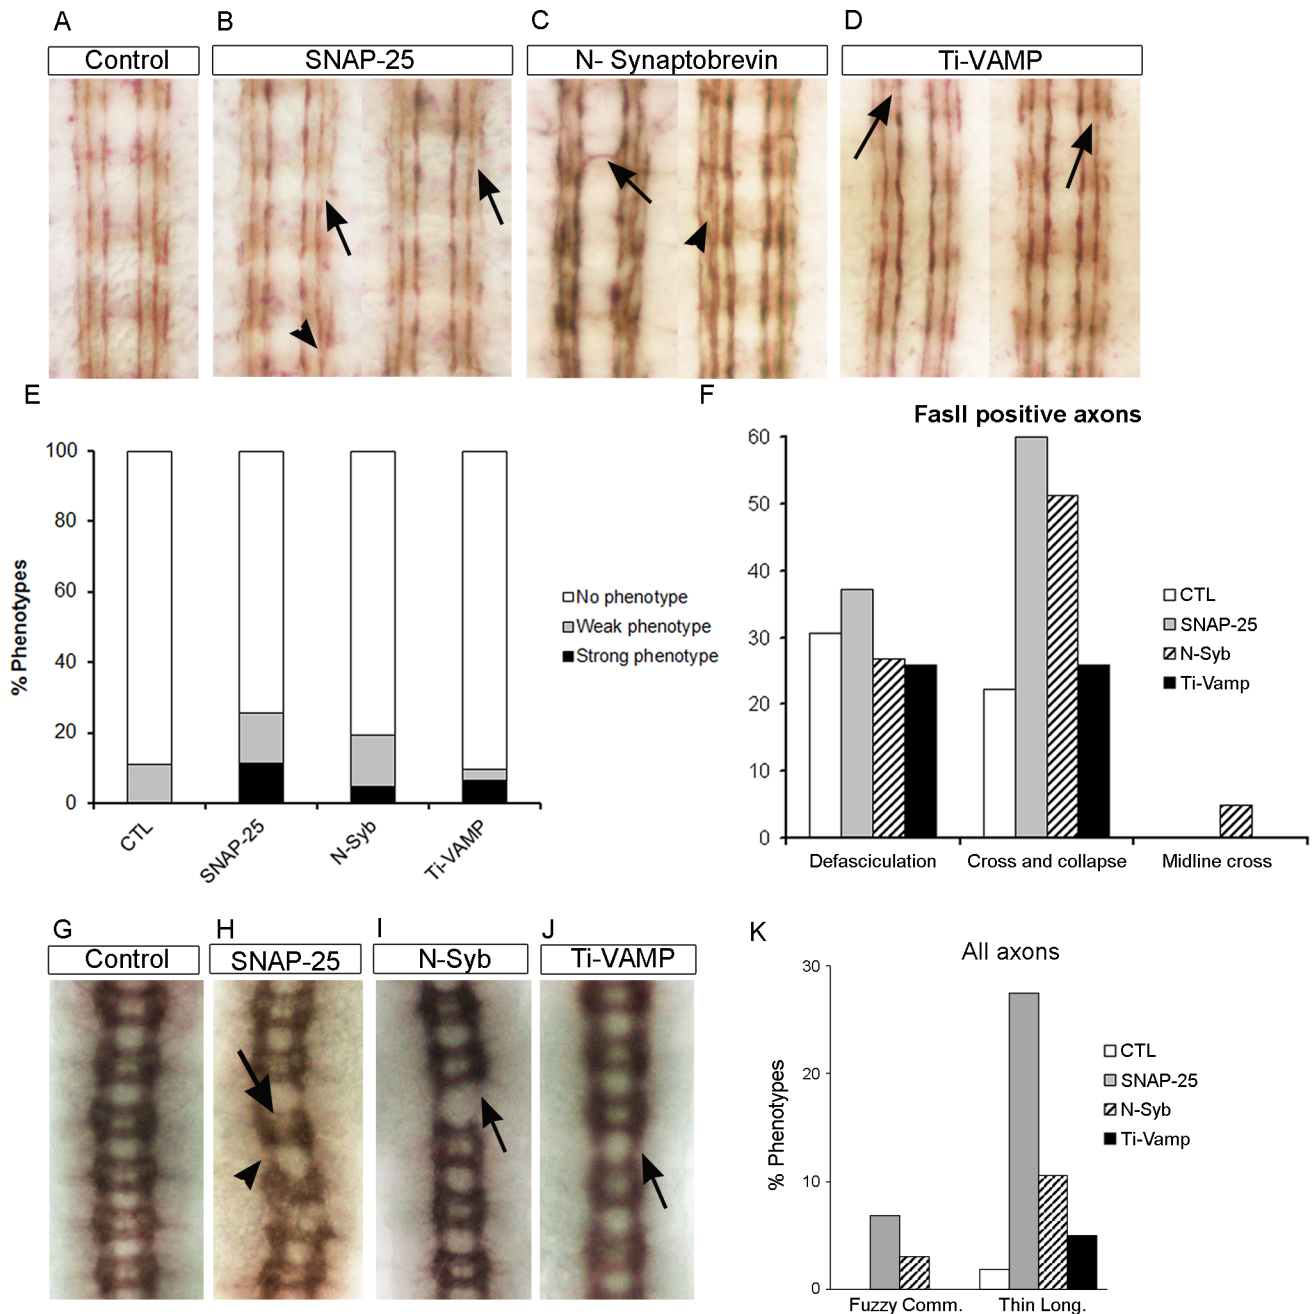 A
B
C
D
Control
SNAP-25
N- Synaptobrevin
Ti-VAMP
E
F
FasII positive axons
100
80
60
40
20
0
% Phenotypes
CTL
SNAP-25
N-Syb
Ti-VAMP
No phenotype
Weak phenotype
Strong phenotype
60
50
40
30
20
10
0
Defasciculation
Cross and collapse
Midline cross
CTL
SNAP-25
N-Syb
Ti-Vamp
G
H
I
J
Control
SNAP-25
N-Syb
Ti-VAMP
K
All axons
30
20
10
0
% Phenotypes
Fuzzy Comm.
Thin Long.
CTL
SNAP-25
N-Syb
Ti-Vamp